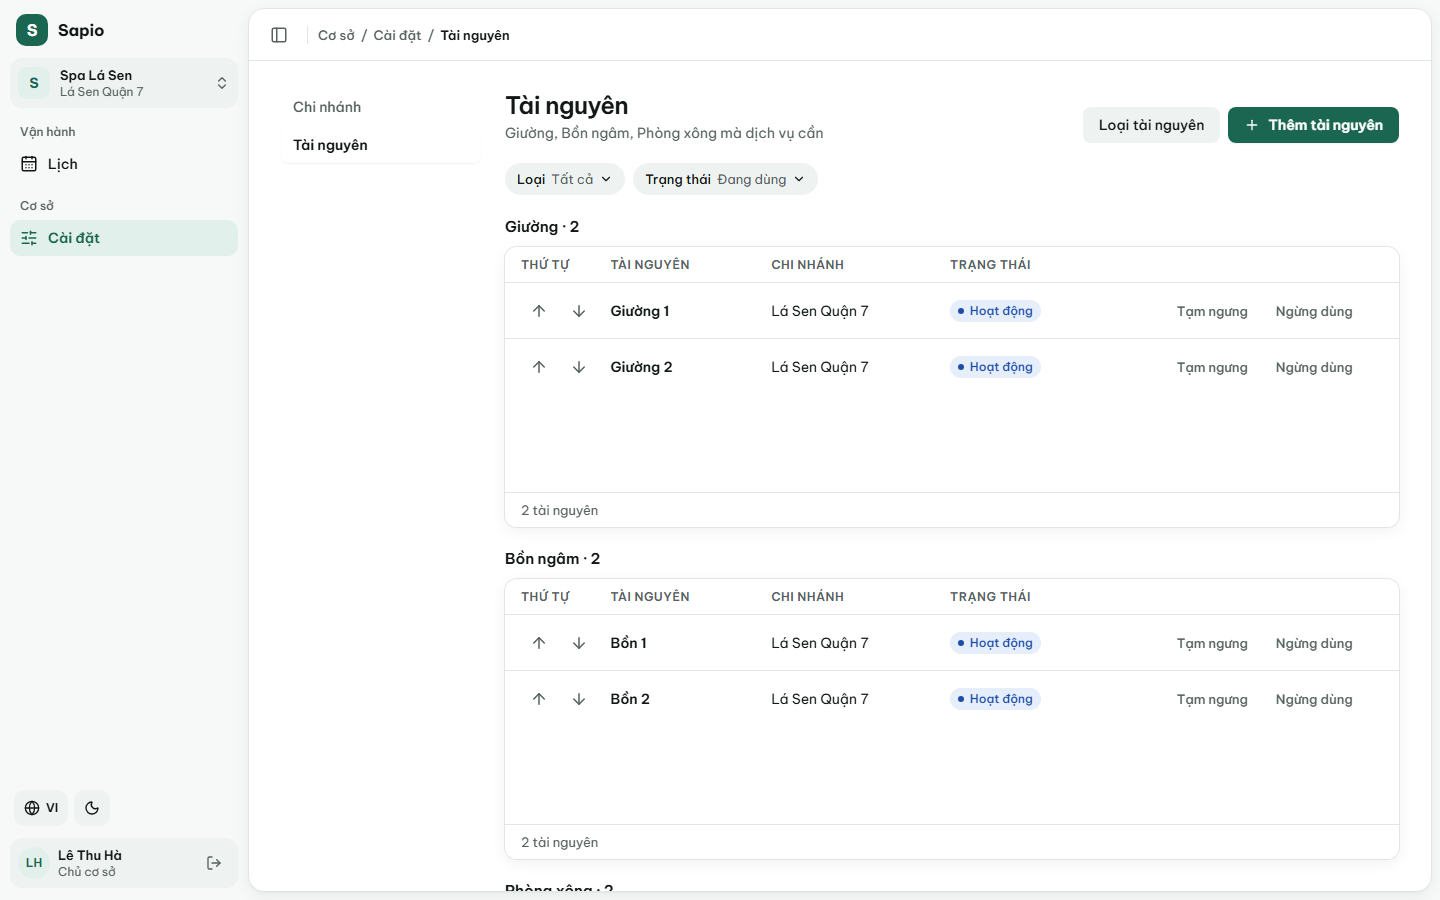 S Sapio
S Spa Lá Sen
Lá Sen Quận 7
Vận hành
Lịch
Cơ sở
Cài đặt
VI
LH Lê Thu Hà
Chủ cơ sở
Cơ sở / Cài đặt / Tài nguyên
Chi nhánh
Tài nguyên
Tài nguyên
Giường, Bồn ngâm, Phòng xông mà dịch vụ cần
Loại tài nguyên
Thêm tài nguyên
Loại Tất cả
Trạng thái Đang dùng
Giường · 2
THỨ TỰ TÀI NGUYÊN CHI NHÁNH TRẠNG THÁI
Giường 1 Lá Sen Quận 7 Hoạt động Tạm ngưng Ngừng dùng
Giường 2 Lá Sen Quận 7 Hoạt động Tạm ngưng Ngừng dùng
2 tài nguyên
Bồn ngâm · 2
THỨ TỰ TÀI NGUYÊN CHI NHÁNH TRẠNG THÁI
Bồn 1 Lá Sen Quận 7 Hoạt động Tạm ngưng Ngừng dùng
Bồn 2 Lá Sen Quận 7 Hoạt động Tạm ngưng Ngừng dùng
2 tài nguyên
Phòng xông · 2